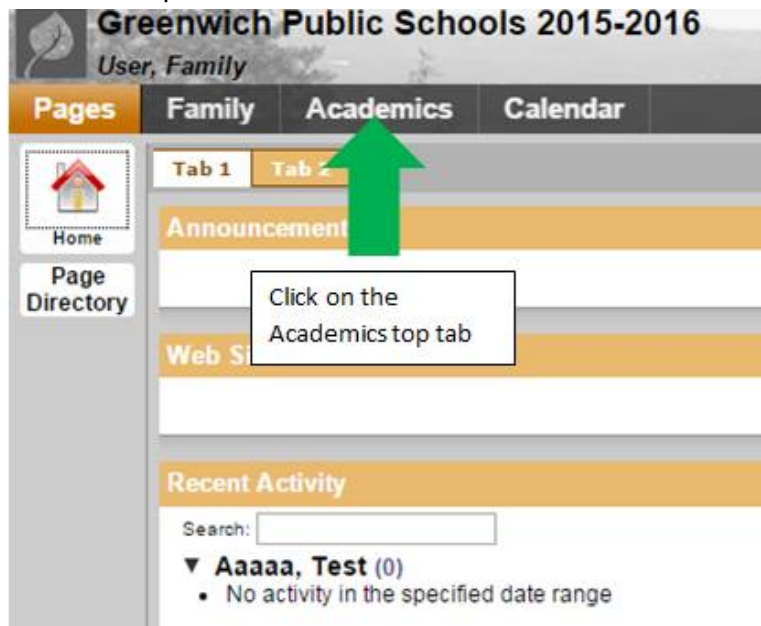 Greenwich Public Schools 2015-2016
User, Family
Pages Family Academics Calendar
Tab 1 Tab 2
Home
Announcement
Page
Directory
Click on the
Academics top tab
Web Si
Recent Activity
Search:
▼ Aaaaa, Test (0)
• No activity in the specified date range